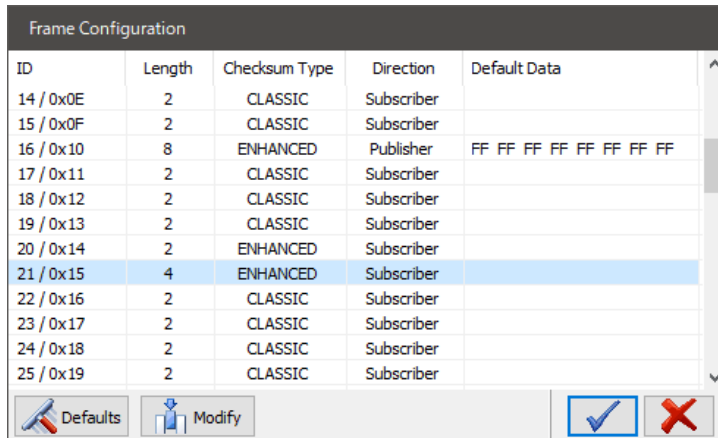 Frame Configuration
ID Length Checksum Type Direction Default Data
14 / 0x0E 2 CLASSIC Subscriber
15 / 0x0F 2 CLASSIC Subscriber
16 / 0x10 8 ENHANCED Publisher FF FF FF FF FF FF FF FF
17 / 0x11 2 CLASSIC Subscriber
18 / 0x12 2 CLASSIC Subscriber
19 / 0x13 2 CLASSIC Subscriber
20 / 0x14 2 ENHANCED Subscriber
21 / 0x15 4 ENHANCED Subscriber
22 / 0x16 2 CLASSIC Subscriber
23 / 0x17 2 CLASSIC Subscriber
24 / 0x18 2 CLASSIC Subscriber
25 / 0x19 2 CLASSIC Subscriber
Defaults Modify